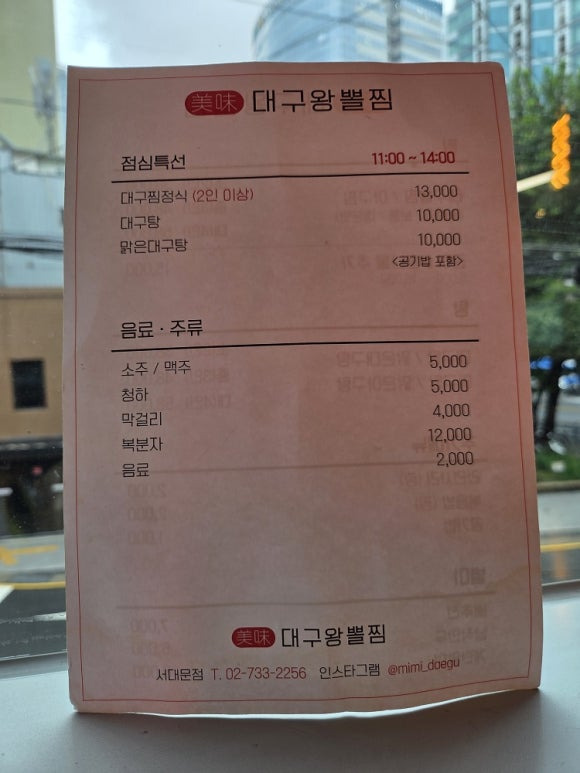 美味 대구왕뽈찜
점심특선 11:00 ~ 14:00
대구찜정식 (2인 이상) 13,000
대구탕 10,000
맑은대구탕 10,000
<공기밥 포함>
음료 · 주류
소주 / 맥주 5,000
청하 5,000
막걸리 4,000
복분자 12,000
음료 2,000
美味 대구왕뽈찜
서대문점 T. 02-733-2256 인스타그램 @mimi_daegu